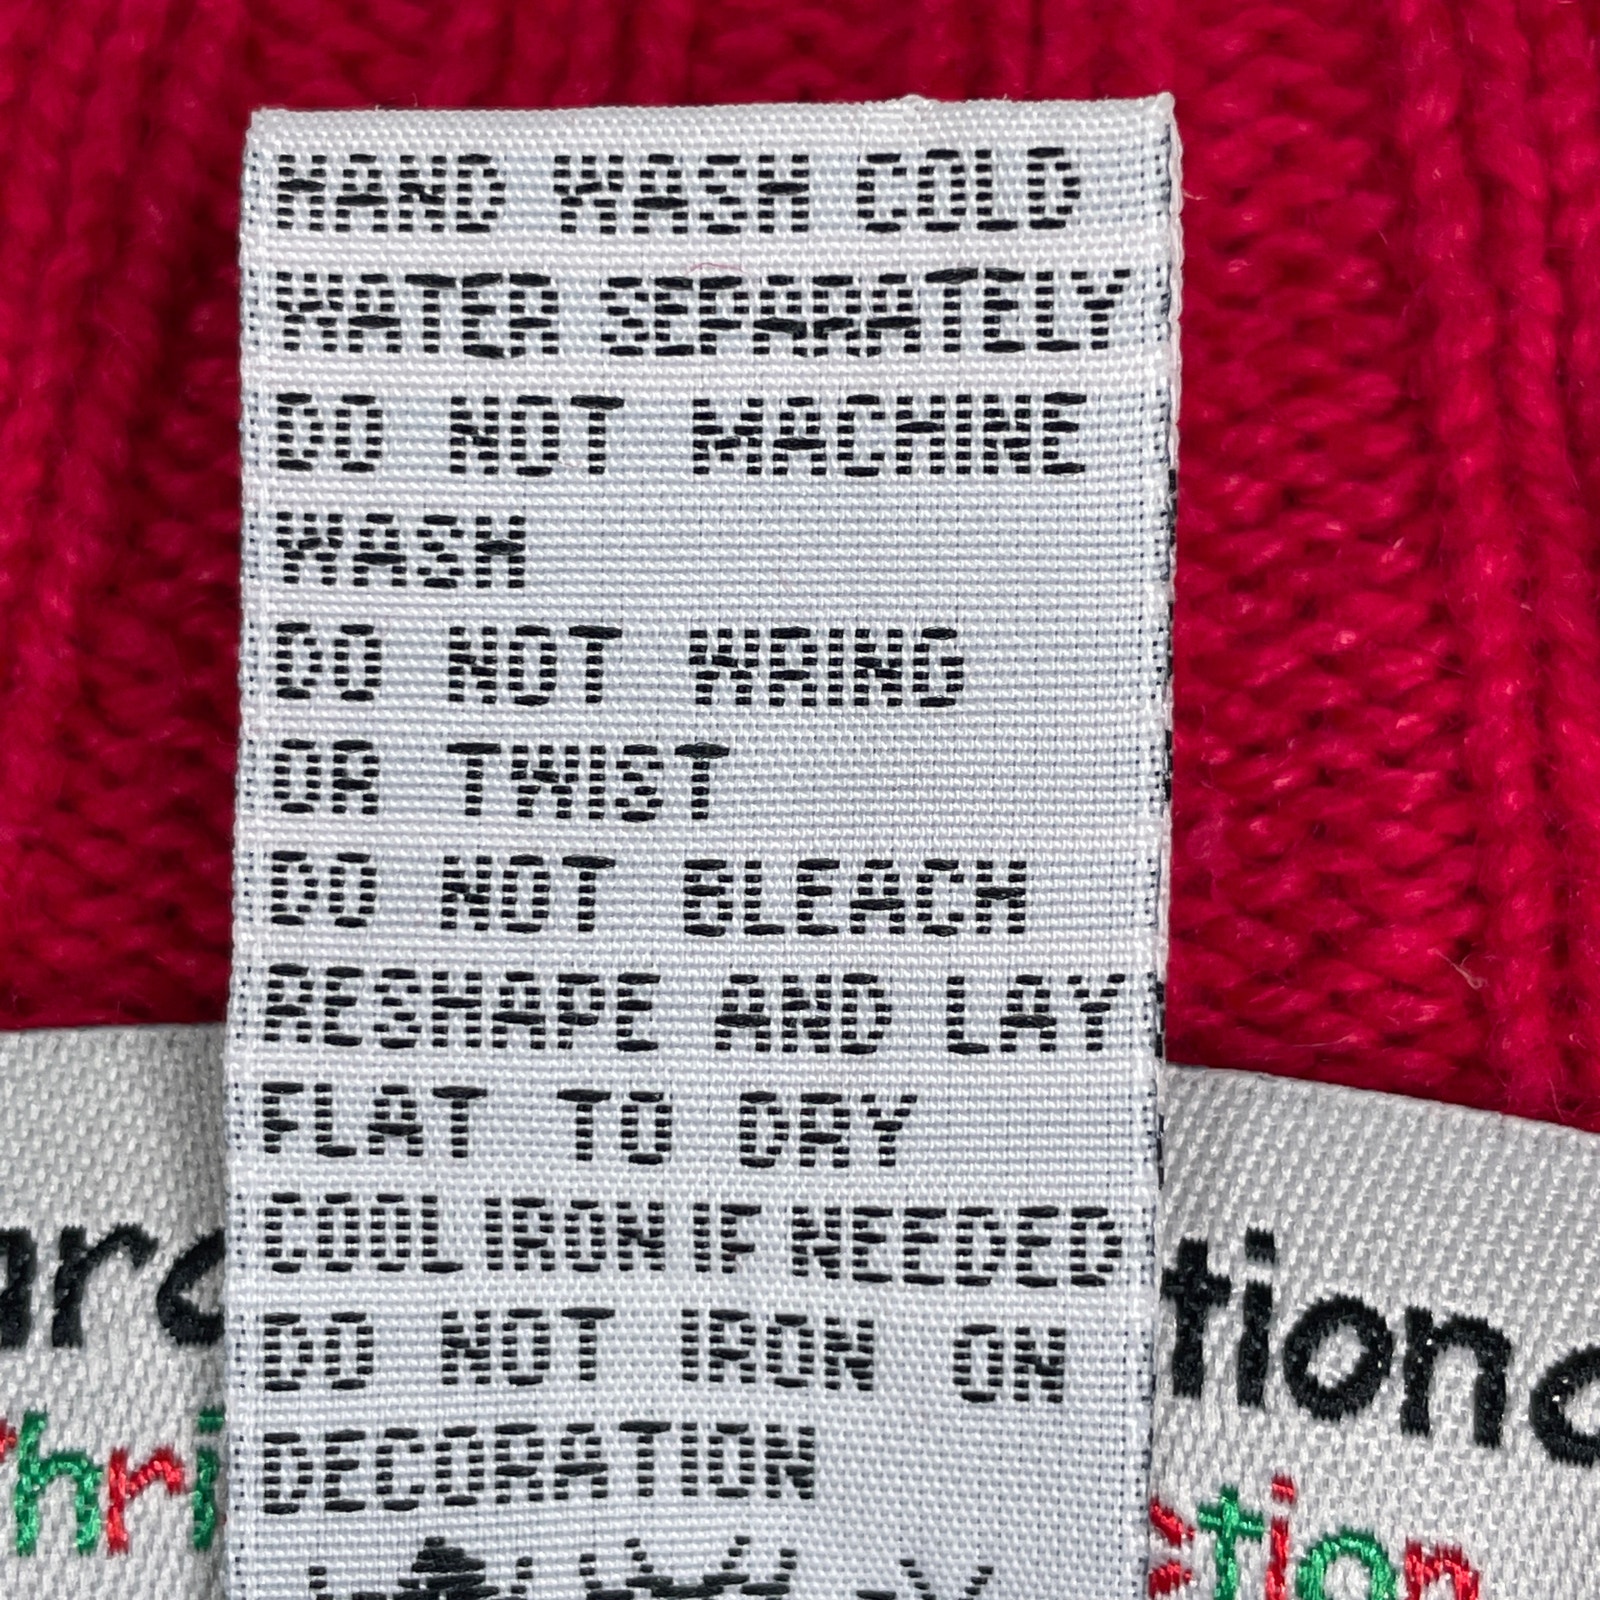 HAND WASH COLD
WATER SEPARATELY
DO NOT MACHINE
WASH
DO NOT WRING
OR TWIST
DO NOT BLEACH
RESHAPE AND LAY
FLAT TO DRY
COOL IRON IF NEEDED
DO NOT IRON ON
DECORATION